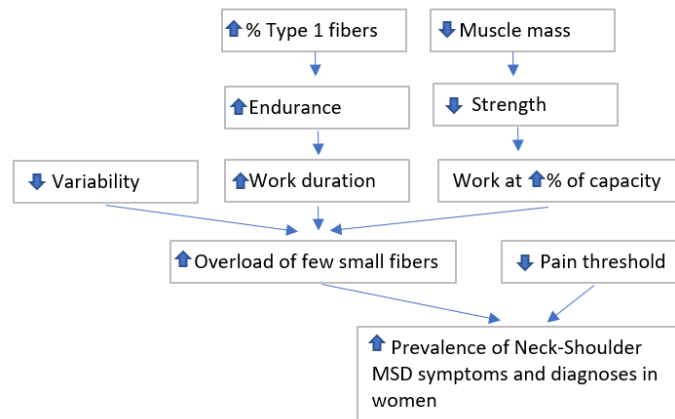 % Type 1 fibers
Muscle mass
Endurance
Strength
Variability
Work duration
Work at % of capacity
Overload of few small fibers
Pain threshold
Prevalence of Neck-Shoulder
MSD symptoms and diagnoses in
women